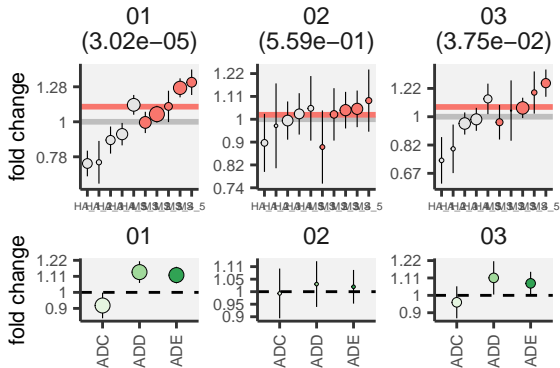 01
(3.02e−05)
02
(5.59e−01)
03
(3.75e−02)
fold change
1.28
1
0.78
1.22
1.11
1
0.9
0.82
0.74
1.22
1.08
1
0.82
0.67
01
02
03
fold change
1.22
1.11
1
0.9
1.11
1.05
1
0.95
0.9
1.22
1.11
1
0.9
ADC
ADD
ADE
ADC
ADD
ADE
ADC
ADD
ADE